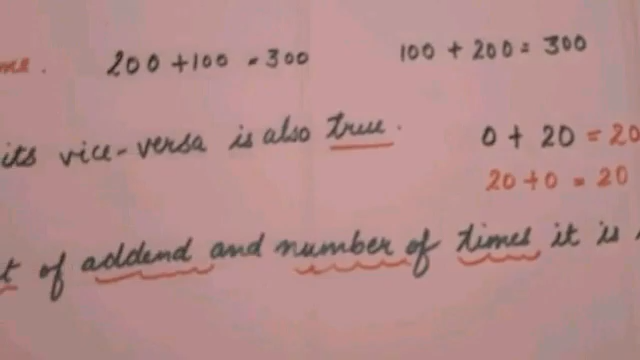 me. 200 + 100 = 300 100 + 200 = 300
its vice-versa is also true. 0 + 20 = 20
20 + 0 = 20
t of addend and number of times it is